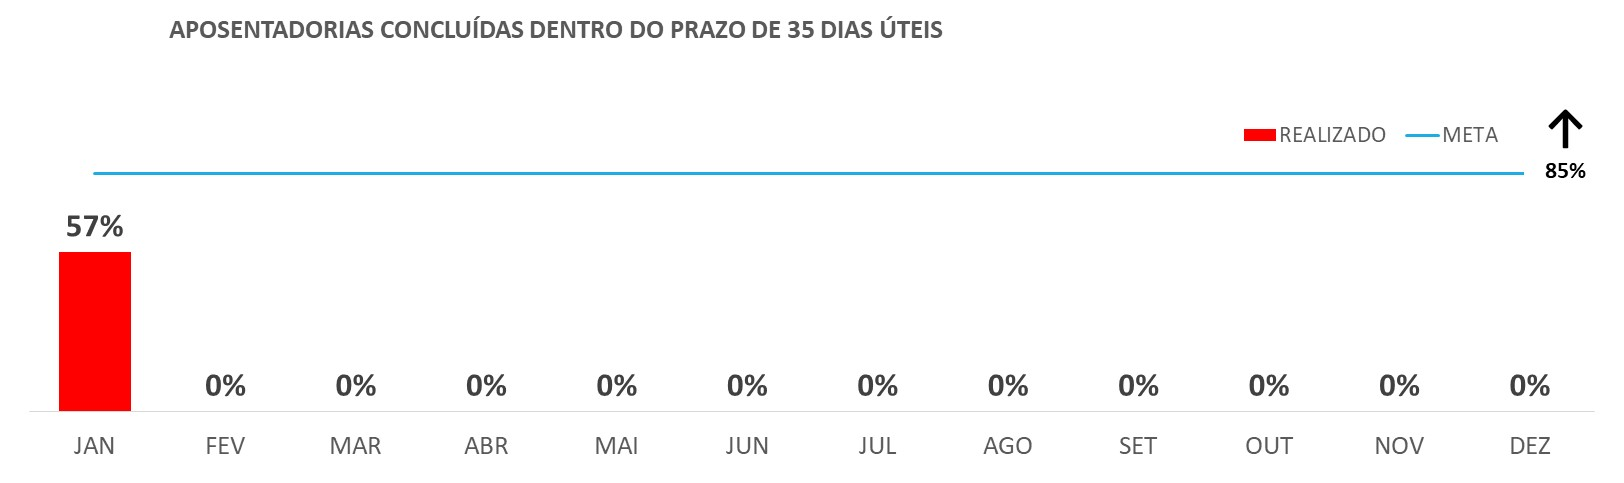 APOSENTADORIAS CONCLUÍDAS DENTRO DO PRAZO DE 35 DIAS ÚTEIS
REALIZADO META
85%
57%
0% 0% 0% 0% 0% 0% 0% 0% 0% 0% 0%
JAN FEV MAR ABR MAI JUN JUL AGO SET OUT NOV DEZ